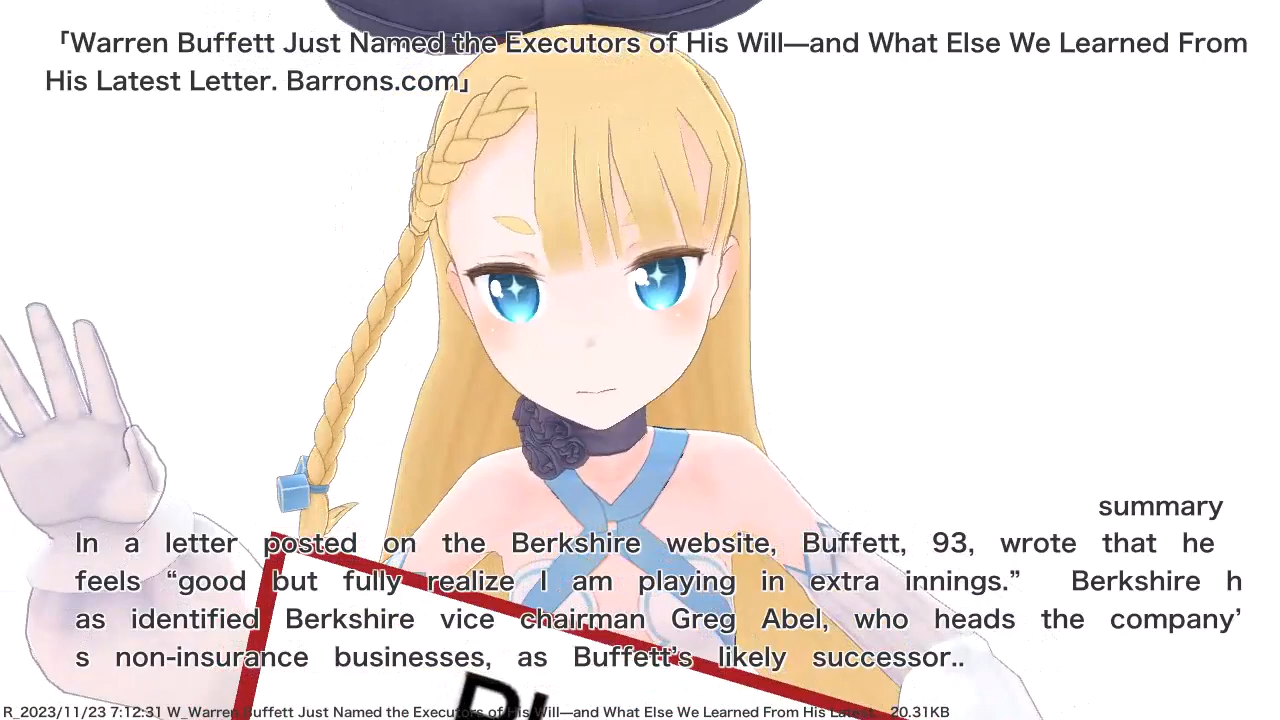 「Warren Buffett Just Named the Executors of His Will—and What Else We Learned From
His Latest Letter. Barrons.com」
summary
In a letter posted on the Berkshire website, Buffett, 93, wrote that he
feels “good but fully realize I am playing in extra innings.” Berkshire h
as identified Berkshire vice chairman Greg Abel, who heads the company’
s non-insurance businesses, as Buffett’s likely successor..
R_2023/11/23 7:12:31 W_Warren Buffett Just Named the Executors of His Will—and What Else We Learned From His Latest 20.31KB